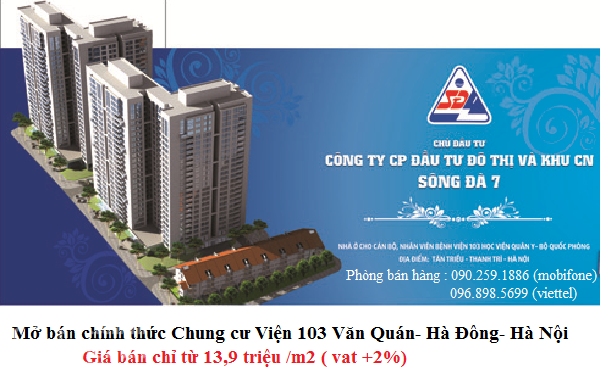 SĐ
CHỦ ĐẦU TƯ
CÔNG TY CP ĐẦU TƯ ĐÔ THỊ VÀ KHU CN
SÔNG ĐÀ 7
NHÀ Ở CHO CÁN BỘ, NHÂN VIÊN BỆNH VIỆN 103 HỌC VIỆN QUÂN Y- BỘ QUỐC PHÒNG
ĐỊA ĐIỂM: TÂN TRIỀU - THANH TRÌ - HÀ NỘI
Phòng bán hàng : 090.259.1886 (mobifone)
096.898.5699 (viettel)
Mở bán chính thức Chung cư Viện 103 Văn Quán- Hà Đông- Hà Nội
Giá bán chỉ từ 13,9 triệu /m2 ( vat +2%)